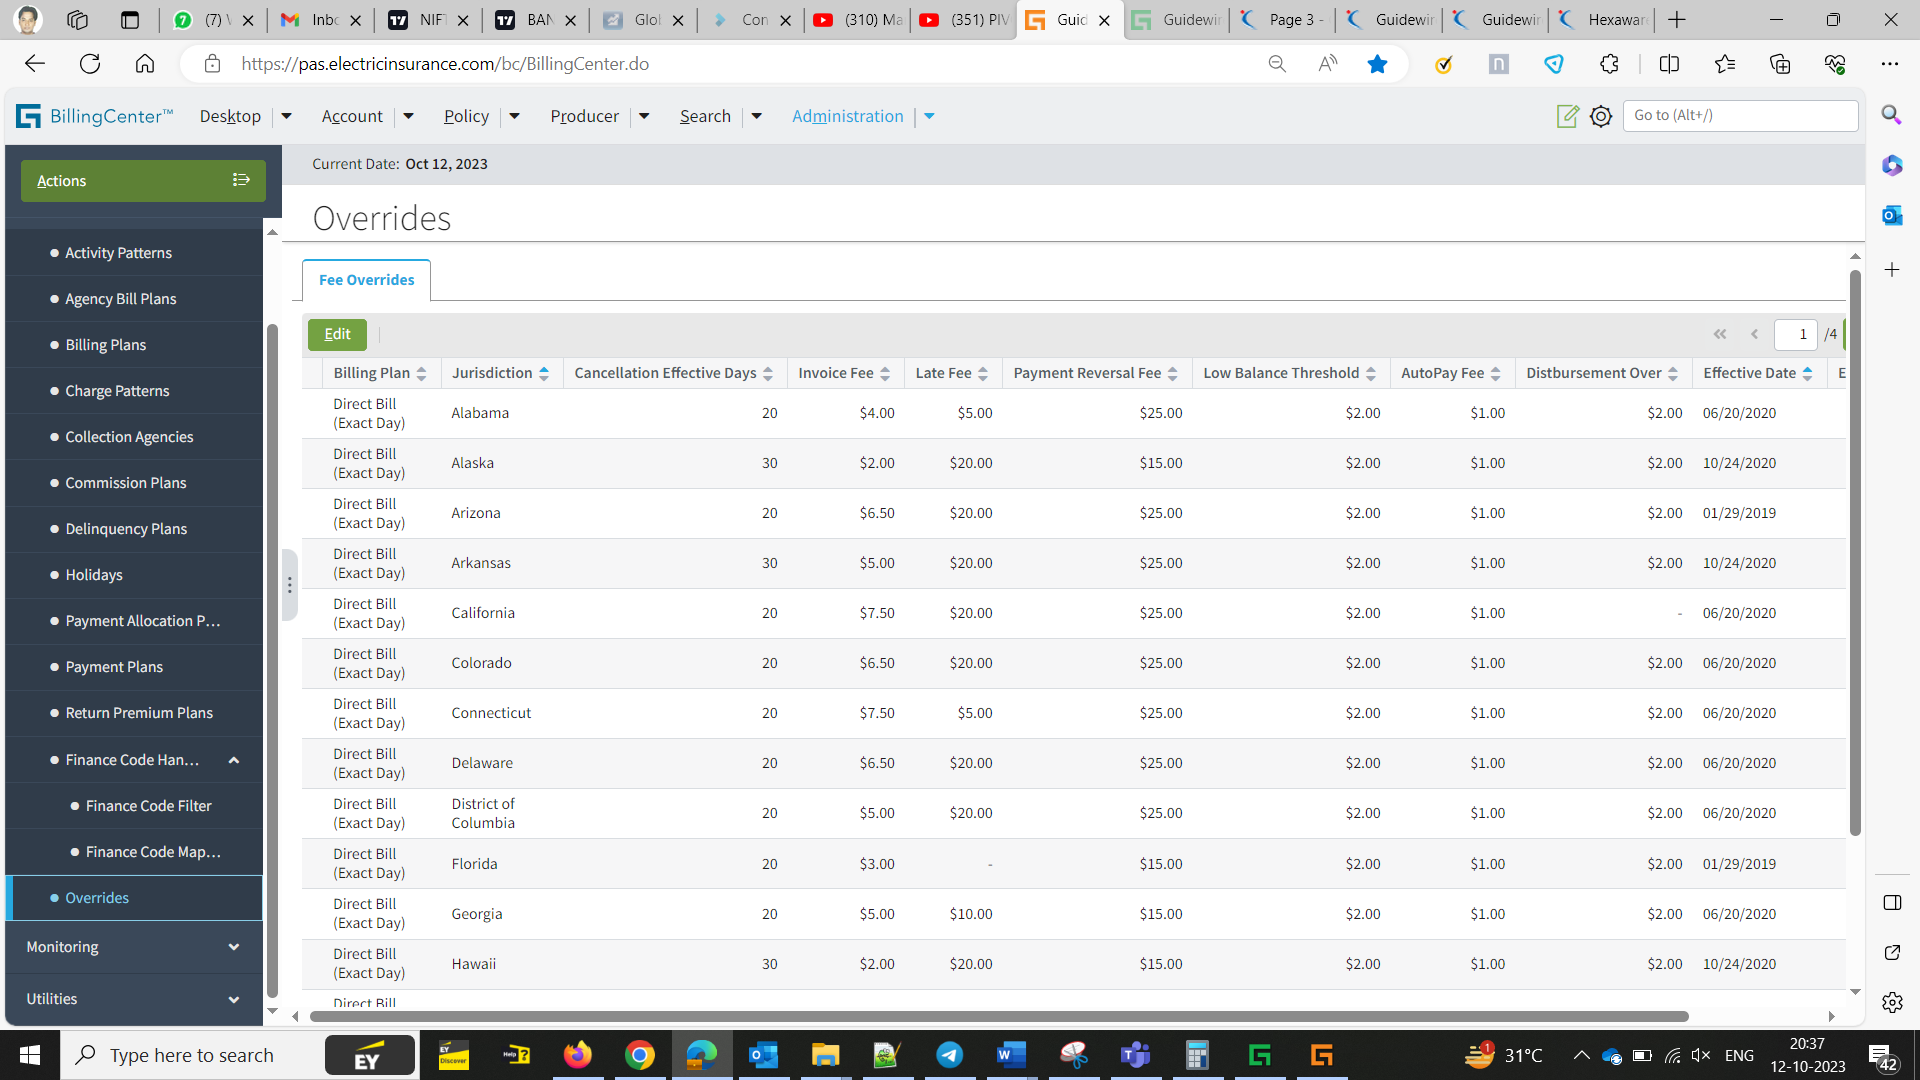 (7) W
Inbo
NIFT
BAN
Glob
Con
(310) Ma
(351) PIV
Guid
Guidewir
Page 3 -
Guidewir
Guidewir
Hexaware
https://pas.electricinsurance.com/bc/BillingCenter.do
BillingCenter™ Desktop Account Policy Producer Search Administration Go to (Alt+/)
Actions
Activity Patterns
Agency Bill Plans
Billing Plans
Charge Patterns
Collection Agencies
Commission Plans
Delinquency Plans
Holidays
Payment Allocation P...
Payment Plans
Return Premium Plans
Finance Code Han...
Finance Code Filter
Finance Code Map...
Overrides
Monitoring
Utilities
Current Date: Oct 12, 2023
Overrides
Fee Overrides
Edit 1 /4
Billing Plan Jurisdiction Cancellation Effective Days Invoice Fee Late Fee Payment Reversal Fee Low Balance Threshold AutoPay Fee Distbursement Over Effective Date E
Direct Bill (Exact Day) Alabama 20 $4.00 $5.00 $25.00 $2.00 $1.00 $2.00 06/20/2020
Direct Bill (Exact Day) Alaska 30 $2.00 $20.00 $15.00 $2.00 $1.00 $2.00 10/24/2020
Direct Bill (Exact Day) Arizona 20 $6.50 $20.00 $25.00 $2.00 $1.00 $2.00 01/29/2019
Direct Bill (Exact Day) Arkansas 30 $5.00 $20.00 $25.00 $2.00 $1.00 $2.00 10/24/2020
Direct Bill (Exact Day) California 20 $7.50 $20.00 $25.00 $2.00 $1.00 - 06/20/2020
Direct Bill (Exact Day) Colorado 20 $6.50 $20.00 $25.00 $2.00 $1.00 $2.00 06/20/2020
Direct Bill (Exact Day) Connecticut 20 $7.50 $5.00 $25.00 $2.00 $1.00 $2.00 06/20/2020
Direct Bill (Exact Day) Delaware 20 $6.50 $20.00 $25.00 $2.00 $1.00 $2.00 06/20/2020
Direct Bill (Exact Day) District of Columbia 20 $5.00 $20.00 $25.00 $2.00 $1.00 $2.00 06/20/2020
Direct Bill (Exact Day) Florida 20 $3.00 - $15.00 $2.00 $1.00 $2.00 01/29/2019
Direct Bill (Exact Day) Georgia 20 $5.00 $10.00 $15.00 $2.00 $1.00 $2.00 06/20/2020
Direct Bill (Exact Day) Hawaii 30 $2.00 $20.00 $15.00 $2.00 $1.00 $2.00 10/24/2020
Direct Bill
Type here to search
EY
EY Discover
Help ?
1 31°C
ENG
20:37
12-10-2023
42